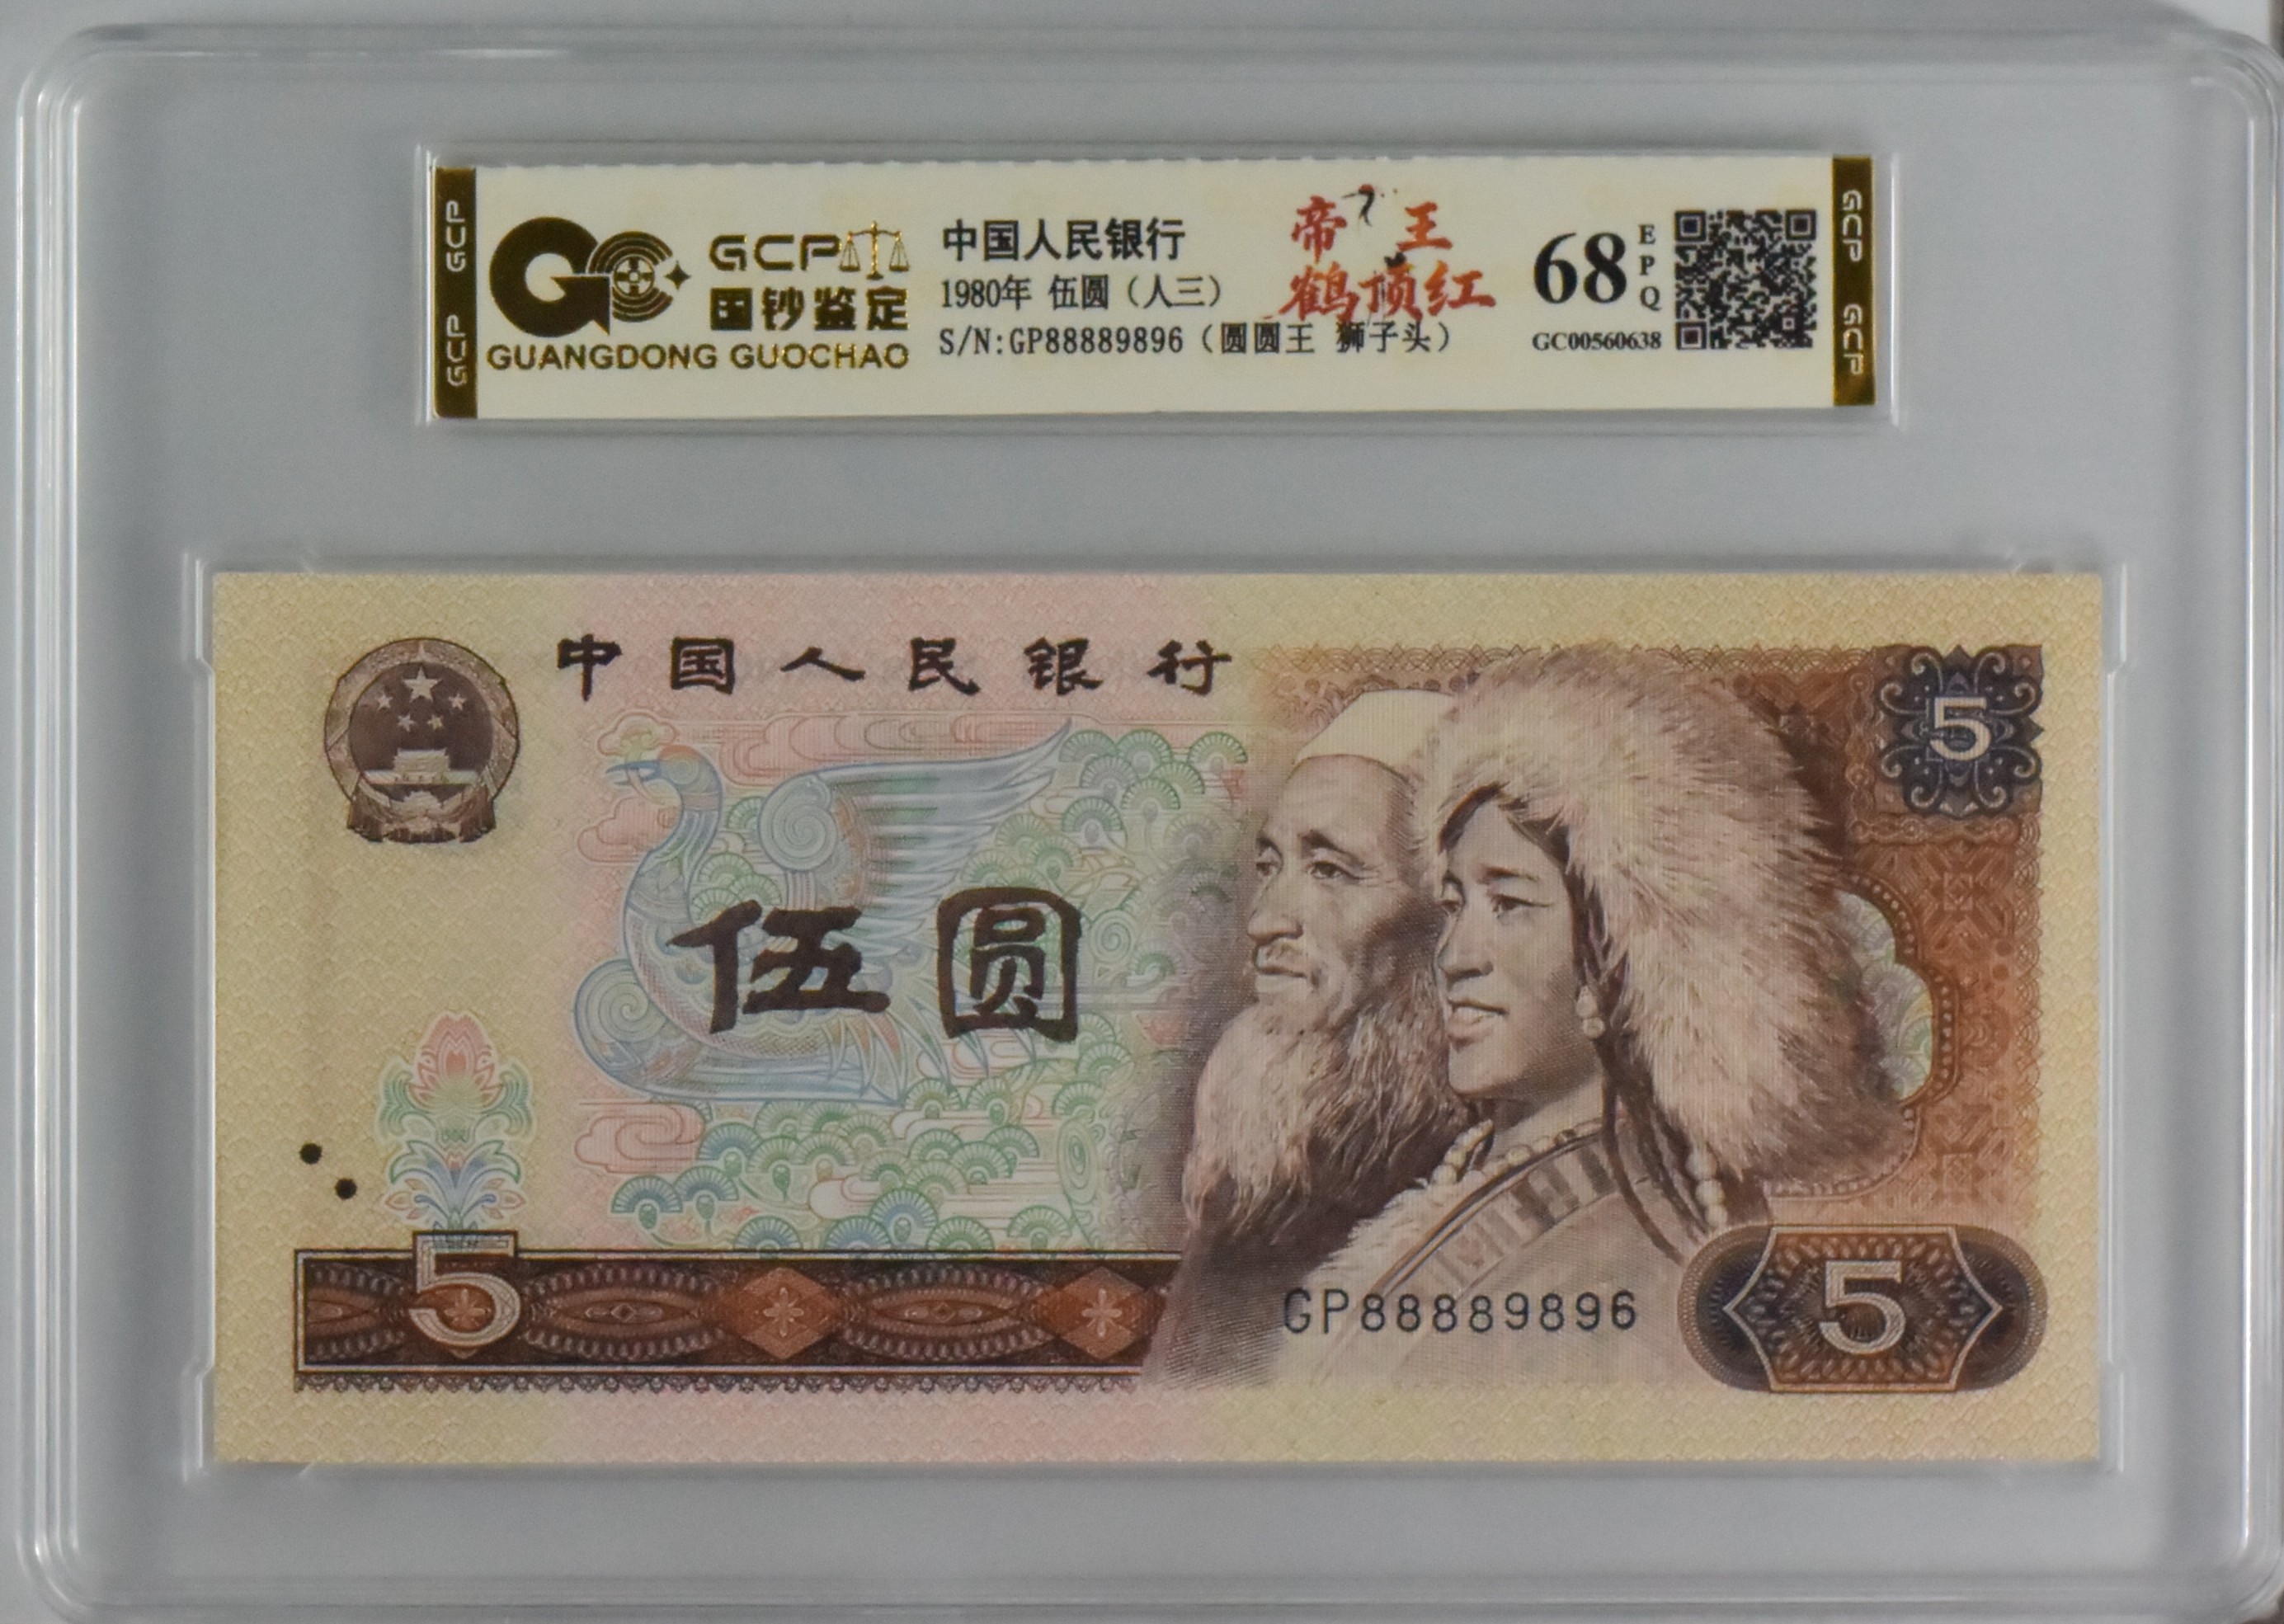 GCP GCP
GCP
国钞鉴定
GUANGDONG GUOCHAO
中国人民银行
1980年 伍圆（人三）
S/N:GP88889896（圆圆王 狮子头）
帝王
鹤顶红
68
EPQ
GC00560638
GCP GCP
中国人民银行
5
伍圆
5
GP88889896
5